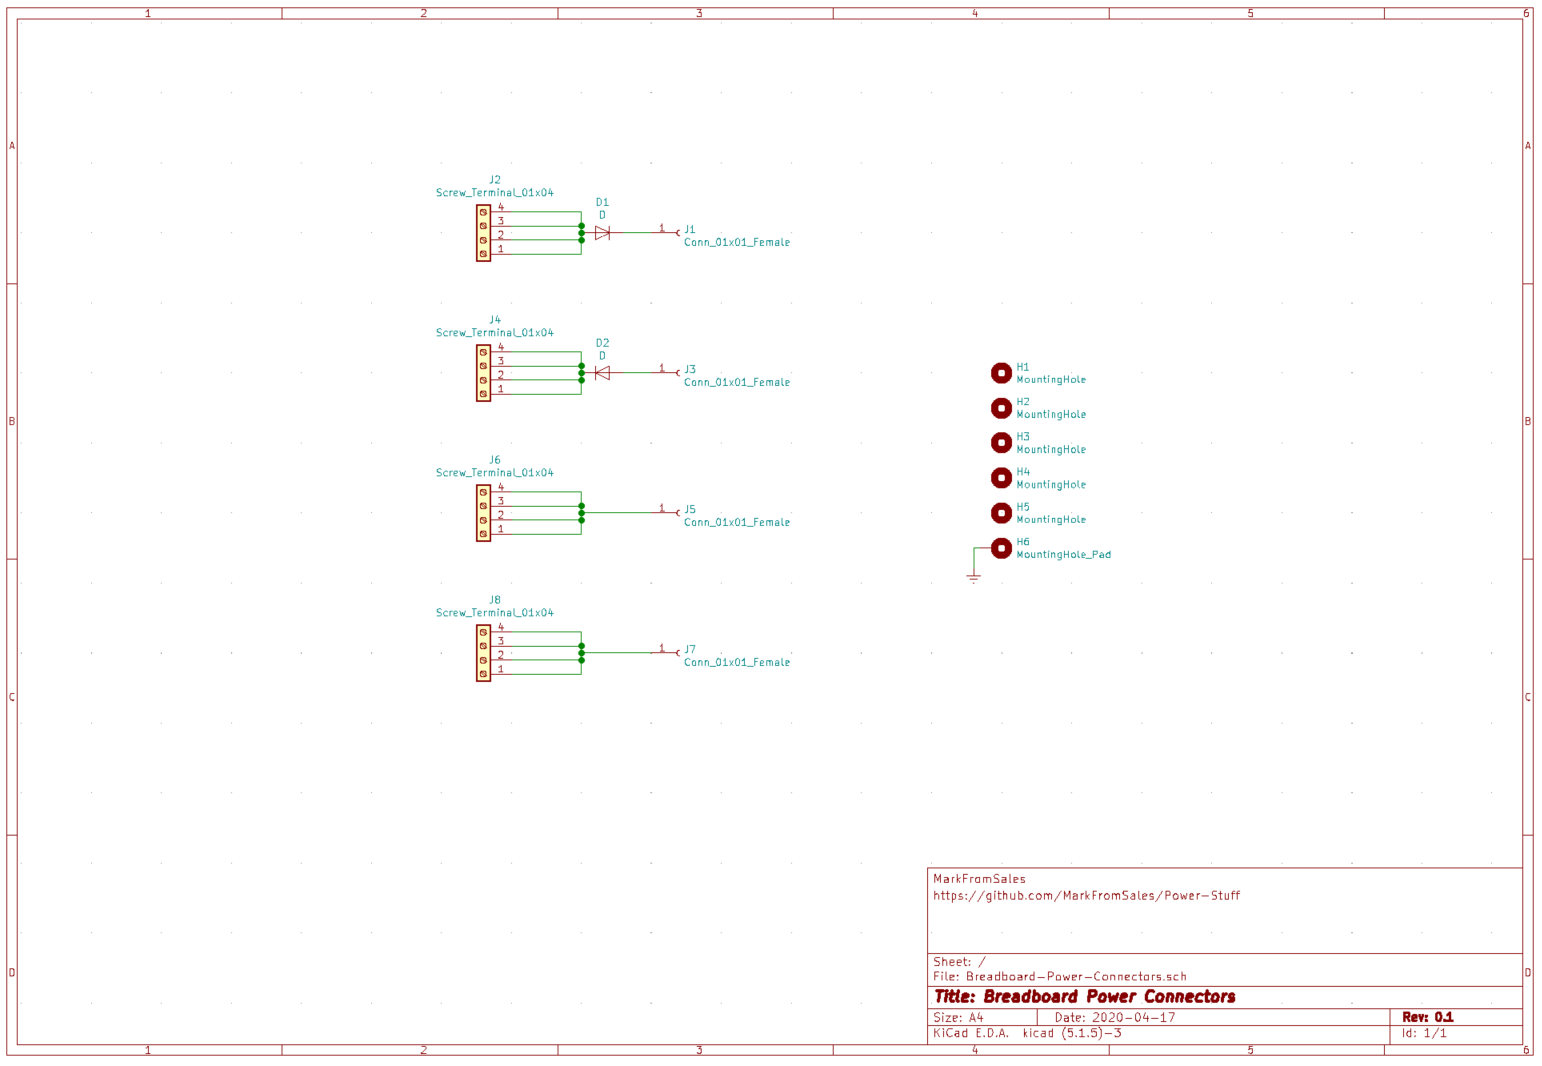 1 2 3 4 5 6
A A
J2
Screw_Terminal_01x04
4
3
2
1
D1
D
1 J1
Conn_01x01_Female
J4
Screw_Terminal_01x04
4
3
2
1
D2
D
1 J3
Conn_01x01_Female
H1
MountingHole
H2
MountingHole
B B
H3
MountingHole
H4
MountingHole
H5
MountingHole
H6
MountingHole_Pad
J6
Screw_Terminal_01x04
4
3
2
1
1 J5
Conn_01x01_Female
J8
Screw_Terminal_01x04
4
3
2
1
1 J7
Conn_01x01_Female
C C
MarkFromSales
https://github.com/MarkFromSales/Power-Stuff
Sheet: /
File: Breadboard-Power-Connectors.sch
D D
Title: Breadboard Power Connectors
Size: A4 Date: 2020-04-17 Rev: 0.1
KiCad E.D.A. kicad (5.1.5)-3 Id: 1/1
1 2 3 4 5 6